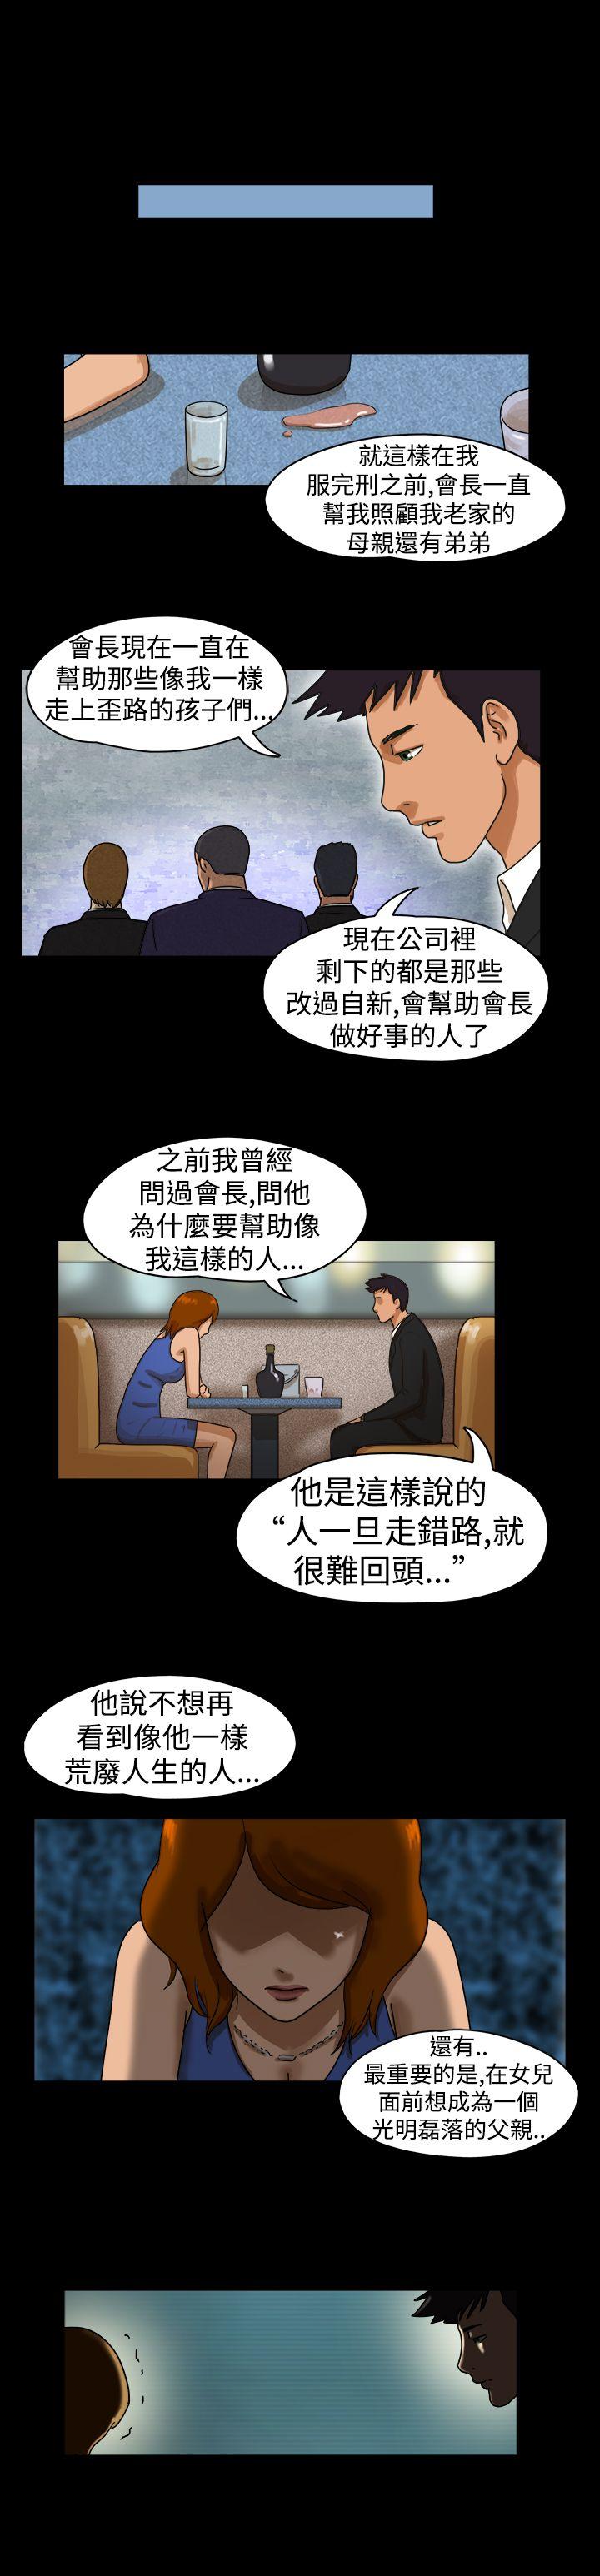 就這樣在我
服完刑之前,會長一直
幫我照顧我老家的
母親還有弟弟
會長現在一直在
幫助那些像我一樣
走上歪路的孩子們...
現在公司裡
剩下的都是那些
改過自新,會幫助會長
做好事的人了
之前我曾經
問過會長,問他
為什麼要幫助像
我這樣的人...
他是這樣說的
“人一旦走錯路,就
很難回頭...”
他說不想再
看到像他一樣
荒廢人生的人...
還有..
最重要的是,在女兒
面前想成為一個
光明磊落的父親..